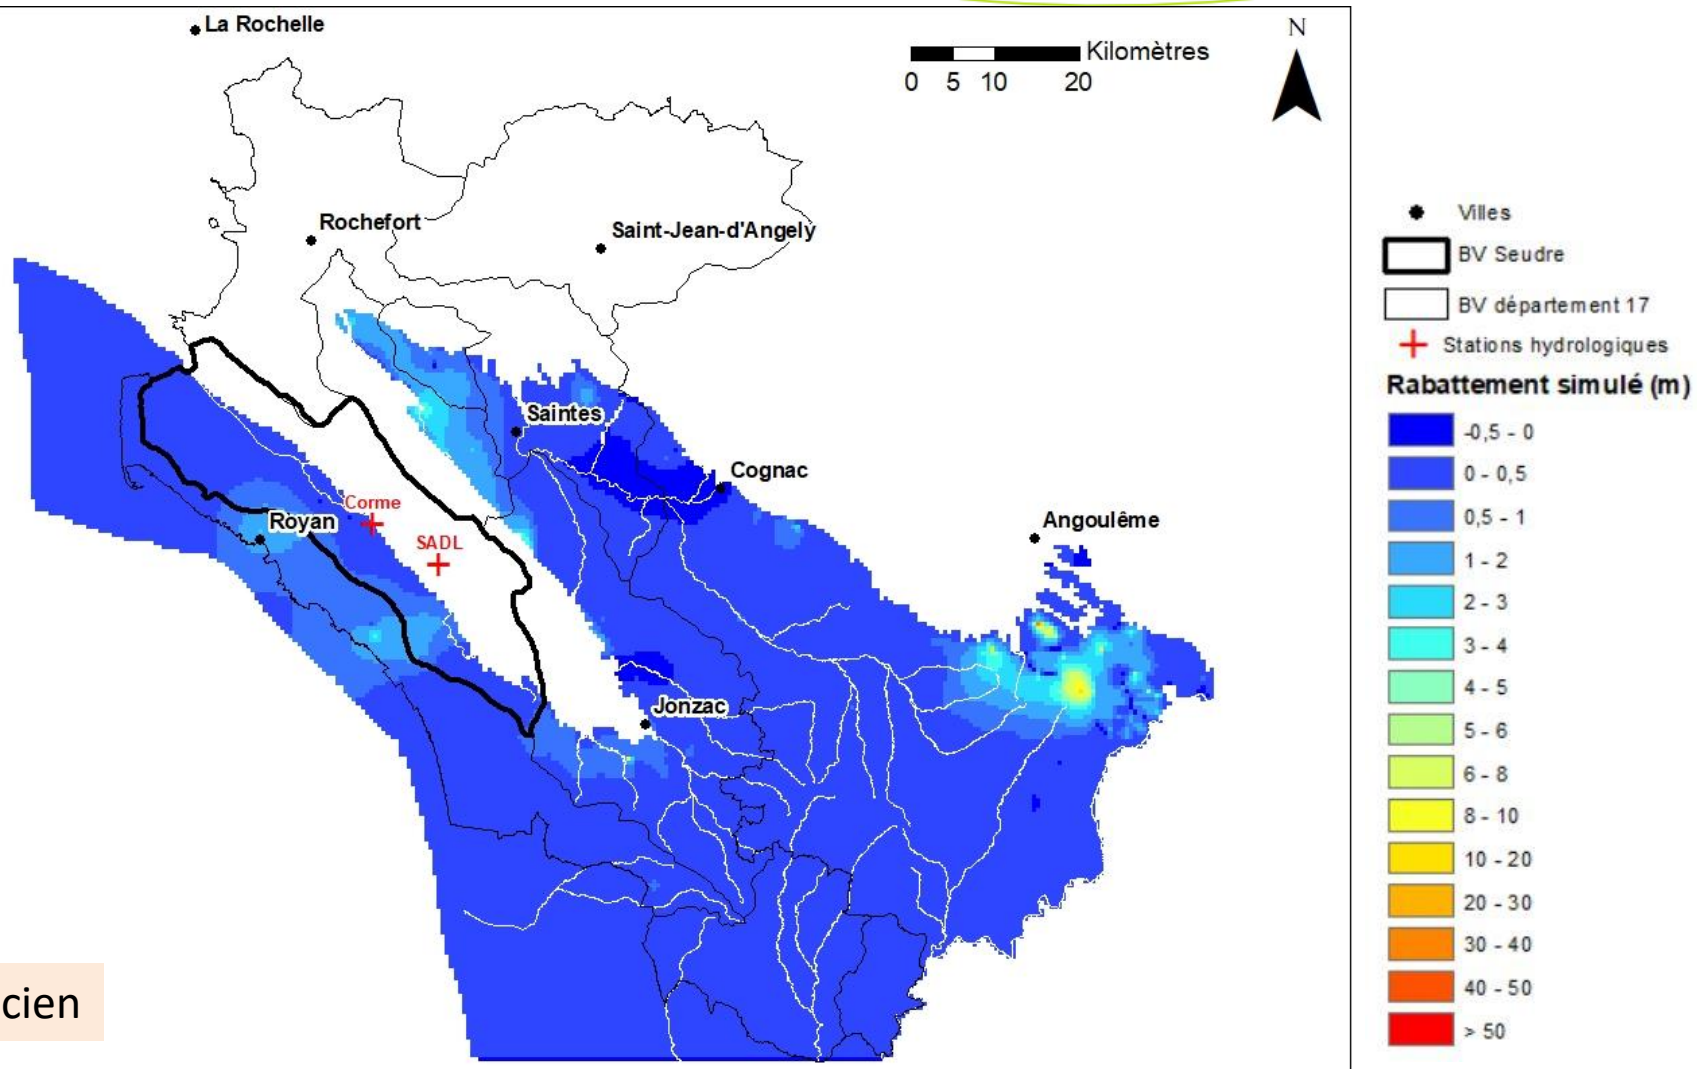 La Rochelle
N
Kilomètres
0 5 10 20
Rochefort
Saint-Jean-d'Angely
Saintes
Cognac
Corme
Royan
SADL
Angoulême
Jonzac
cien
Villes
BV Seudre
BV département 17
Stations hydrologiques
Rabattement simulé (m)
-0,5 - 0
0 - 0,5
0,5 - 1
1 - 2
2 - 3
3 - 4
4 - 5
5 - 6
6 - 8
8 - 10
10 - 20
20 - 30
30 - 40
40 - 50
> 50